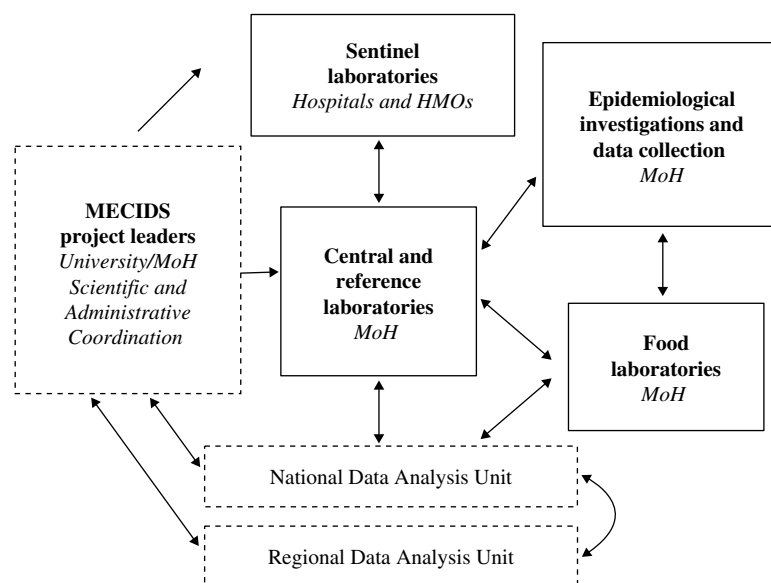 Sentinel
laboratories
Hospitals and HMOs
Epidemiological
investigations and
data collection
MoH
MECIDS
project leaders
University/MoH
Scientific and
Administrative
Coordination
Central and
reference
laboratories
MoH
Food
laboratories
MoH
National Data Analysis Unit
Regional Data Analysis Unit